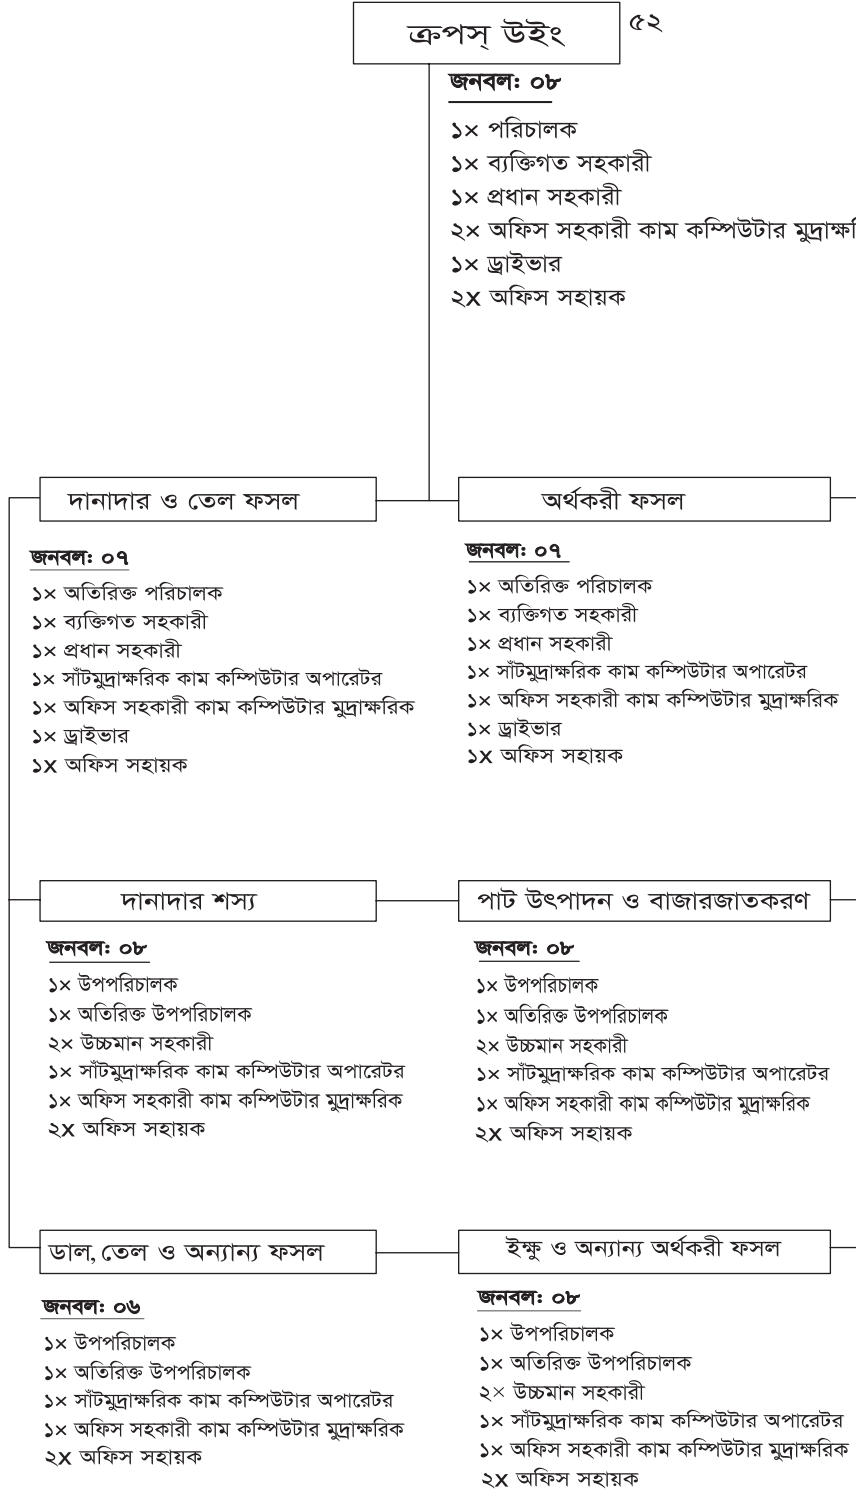 ক্রপস্ উইং
৫২
জনবল: ০৮
১× পরিচালক
১× ব্যক্তিগত সহকারী
১× প্রধান সহকারী
২× অফিস সহকারী কাম কম্পিউটার
১× ড্রাইভার
২x অফিস সহায়ক
দানাদার ও তেল ফসল
জনবল: ০৭
১× অতিরিক্ত পরিচালক
১× ব্যক্তিগত সহকারী
১× প্রধান সহকারী
১× সাঁটমুদ্রাক্ষরিক কাম কম্পিউটার অপারেটর
১× অফিস সহকারী কাম কম্পিউটার মুদ্রাক্ষরিক
১× ড্রাইভার
১x অফিস সহায়ক
অর্থকরী ফসল
জনবল: ০৭
১× অতিরিক্ত পরিচালক
১× ব্যক্তিগত সহকারী
১× প্রধান সহকারী
১× সাঁটমুদ্রাক্ষরিক কাম কম্পিউটার অপারেটর
১× অফিস সহকারী কাম কম্পিউটার মুদ্রাক্ষরিক
১× ড্রাইভার
১x অফিস সহায়ক
দানাদার শস্য
জনবল: ০৮
১× উপপরিচালক
১× অতিরিক্ত উপপরিচালক
২× উচ্চমান সহকারী
১× সাঁটমুদ্রাক্ষরিক কাম কম্পিউটার অপারেটর
১× অফিস সহকারী কাম কম্পিউটার মুদ্রাক্ষরিক
২x অফিস সহায়ক
পাট উৎপাদন ও বাজারজাতকরণ
জনবল: ০৮
১× উপপরিচালক
১× অতিরিক্ত উপপরিচালক
২× উচ্চমান সহকারী
১× সাঁটমুদ্রাক্ষরিক কাম কম্পিউটার অপারেটর
১× অফিস সহকারী কাম কম্পিউটার মুদ্রাক্ষরিক
২x অফিস সহায়ক
ডাল, তেল ও অন্যান্য ফসল
জনবল: ০৬
১× উপপরিচালক
১× অতিরিক্ত উপপরিচালক
১× সাঁটমুদ্রাক্ষরিক কাম কম্পিউটার অপারেটর
১× অফিস সহকারী কাম কম্পিউটার মুদ্রাক্ষরিক
২x অফিস সহায়ক
ইক্ষু ও অন্যান্য অর্থকরী ফসল
জনবল: ০৮
১× উপপরিচালক
১× অতিরিক্ত উপপরিচালক
২× উচ্চমান সহকারী
১× সাঁটমুদ্রাক্ষরিক কাম কম্পিউটার অপারেটর
১× অফিস সহকারী কাম কম্পিউটার মুদ্রাক্ষরিক
২x অফিস সহায়ক